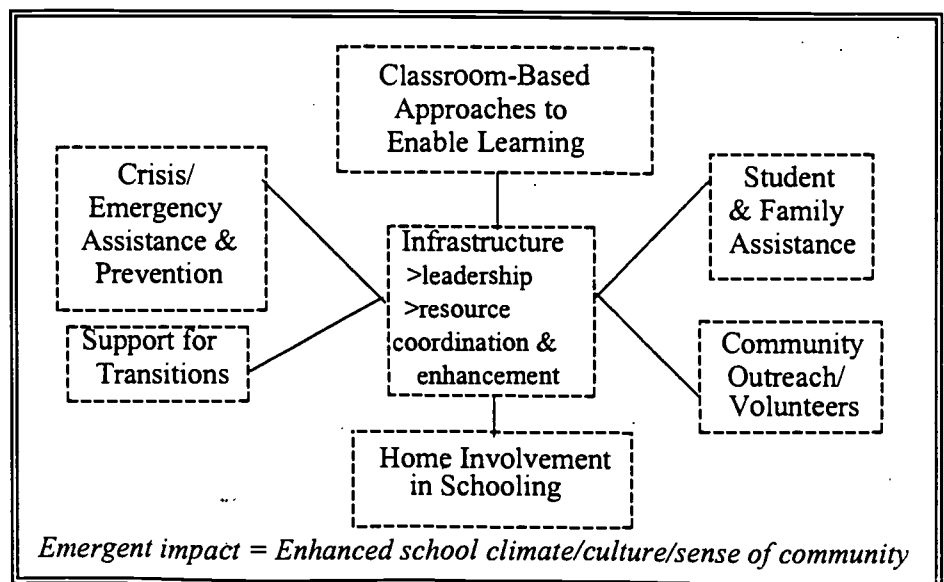 Classroom-Based
Approaches to
Enable Learning
Crisis/
Emergency
Assistance &
Prevention
Student
& Family
Assistance
Infrastructure
>leadership
>resource
coordination &
enhancement
Support for
Transitions
Community
Outreach/
Volunteers
Home Involvement
in Schooling
Emergent impact = Enhanced school climate/culture/sense of community